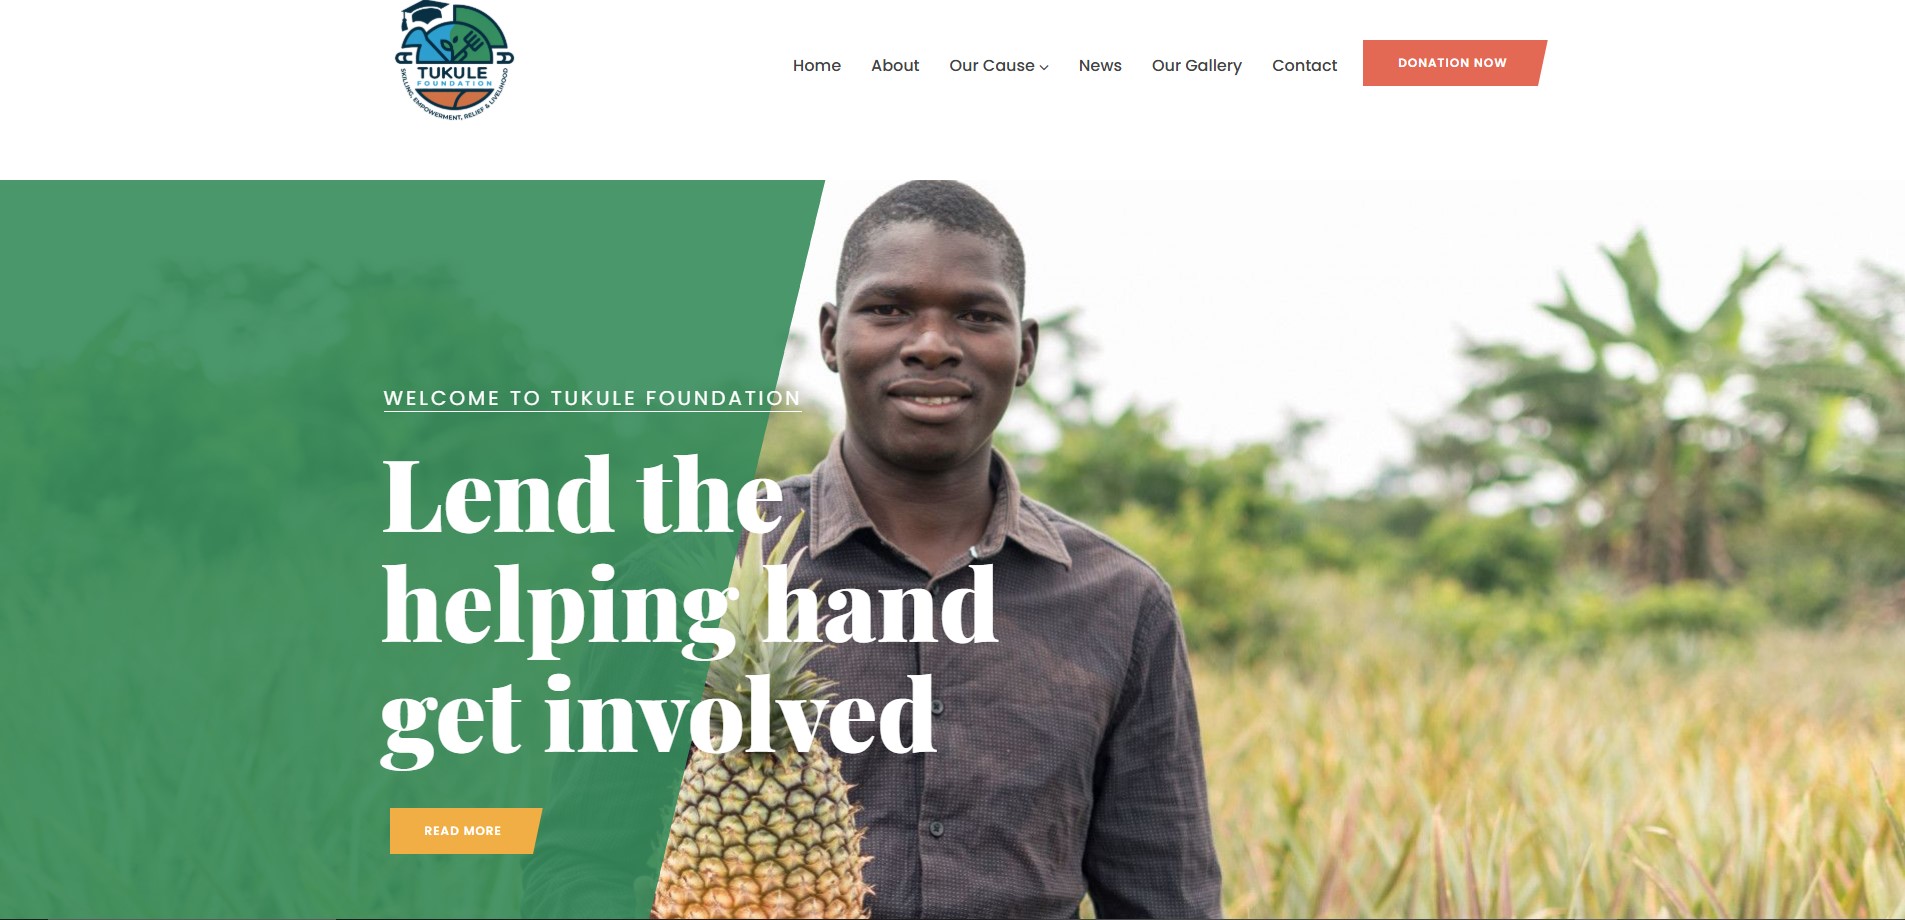 TUKULE
FOUNDATION
SKILLING, EMPOWERMENT, RELIEF & LIVELIHOOD
Home About Our Cause News Our Gallery Contact DONATION NOW
WELCOME TO TUKULE FOUNDATION
Lend the
helping hand
get involved
READ MORE